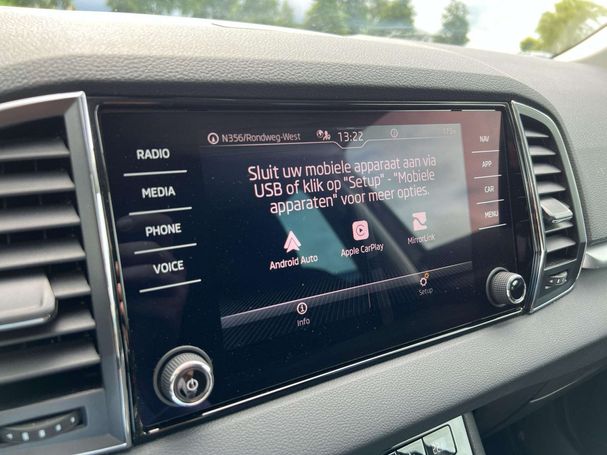 N356/Rondweg-West
13:22
RADIO
MEDIA
PHONE
VOICE
NAV
APP
CAR
MENU
Sluit uw mobiele apparaat aan via
USB of klik op "Setup" - "Mobiele
apparaten" voor meer opties.
Android Auto
Apple CarPlay
MirrorLink
Info
Setup